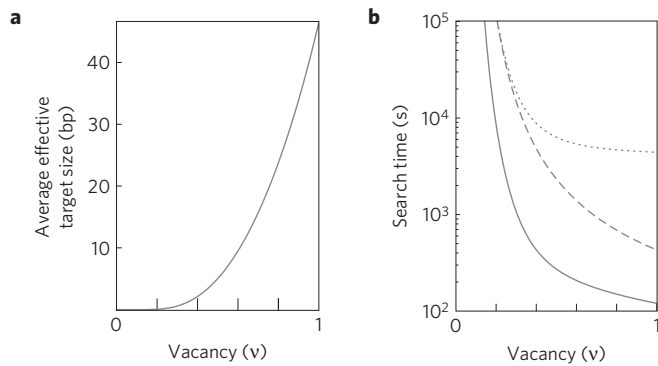 a
Average effective
target size (bp)
40
30
20
10
0
1
Vacancy (ν)
b
Search time (s)
10⁵
10⁴
10³
10²
0
1
Vacancy (ν)